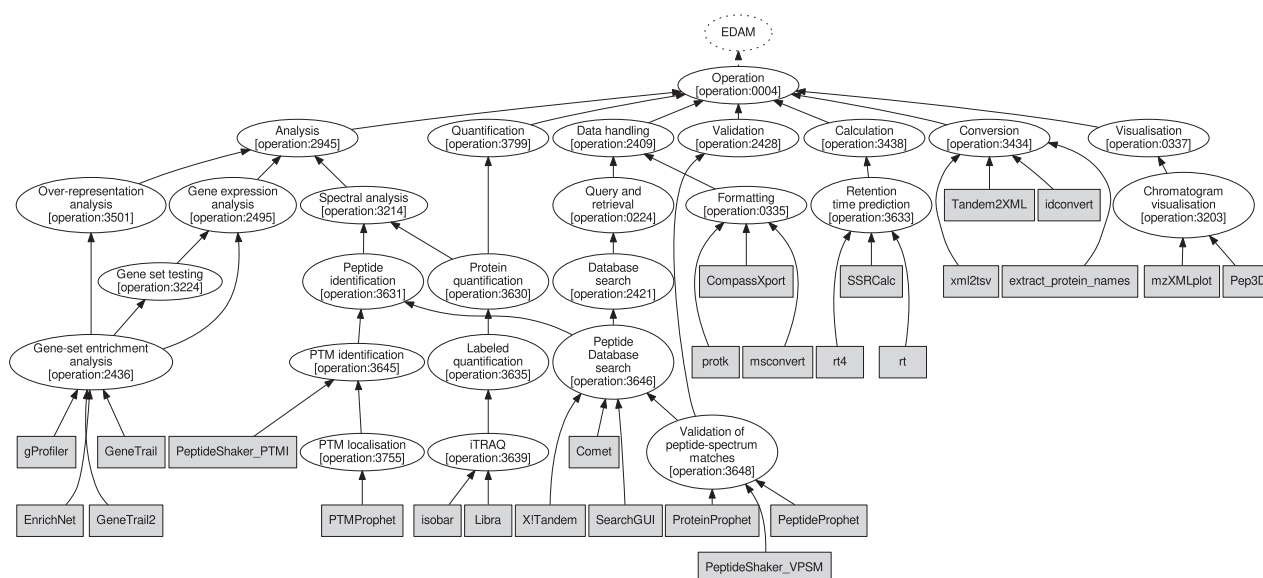 EDAM
Operation
[operation:0004]
Analysis
[operation:2945]
Quantification
[operation:3799]
Data handling
[operation:2409]
Validation
[operation:2428]
Calculation
[operation:3438]
Conversion
[operation:3434]
Visualisation
[operation:0337]
Over-representation
analysis
[operation:3501]
Gene expression
analysis
[operation:2495]
Spectral analysis
[operation:3214]
Query and
retrieval
[operation:0224]
Formatting
[operation:0335]
Retention
time prediction
[operation:3633]
Tandem2XML
idconvert
Chromatogram
visualisation
[operation:3203]
Gene set testing
[operation:3224]
Peptide
identification
[operation:3631]
Protein
quantification
[operation:3630]
Database
search
[operation:2421]
CompassXport
SSRCalc
xml2tsv
extract_protein_names
mzXMLplot
Pep3D
Gene-set enrichment
analysis
[operation:2436]
PTM identification
[operation:3645]
Labeled
quantification
[operation:3635]
Peptide
Database
search
[operation:3646]
protk
msconvert
rt4
rt
gProfiler
GeneTrail
PeptideShaker_PTMI
PTM localisation
[operation:3755]
iTRAQ
[operation:3639]
Comet
Validation of
peptide-spectrum
matches
[operation:3648]
EnrichNet
GeneTrail2
PTMProphet
isobar
Libra
X!Tandem
SearchGUI
ProteinProphet
PeptideProphet
PeptideShaker_VPSM